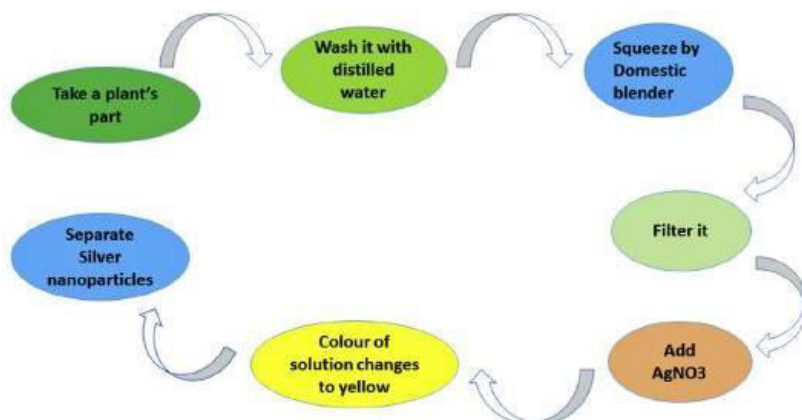 Take a plant's
part
Wash it with
distilled
water
Squeeze by
Domestic
blender
Filter it
Add
AgNO3
Colour of
solution changes
to yellow
Separate
Silver
nanoparticles